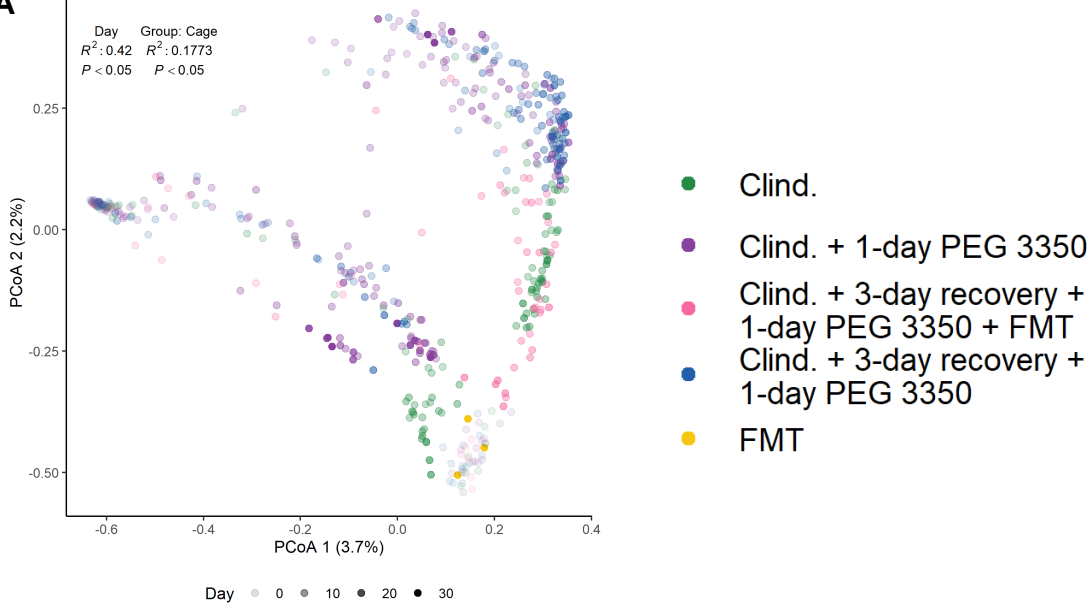 A
Day Group: Cage
R²: 0.42 R²: 0.1773
P < 0.05 P < 0.05
0.25
0.00
-0.25
-0.50
PCoA 2 (2.2%)
-0.6 -0.4 -0.2 0.0 0.2 0.4
PCoA 1 (3.7%)
Day 0 10 20 30
Clind.
Clind. + 1-day PEG 3350
Clind. + 3-day recovery +
1-day PEG 3350 + FMT
Clind. + 3-day recovery +
1-day PEG 3350
FMT